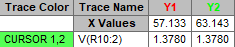 Trace Color Trace Name Y1 Y2
X Values 57.133 63.143
CURSOR 1,2 V(R10:2) 1.3780 1.3780